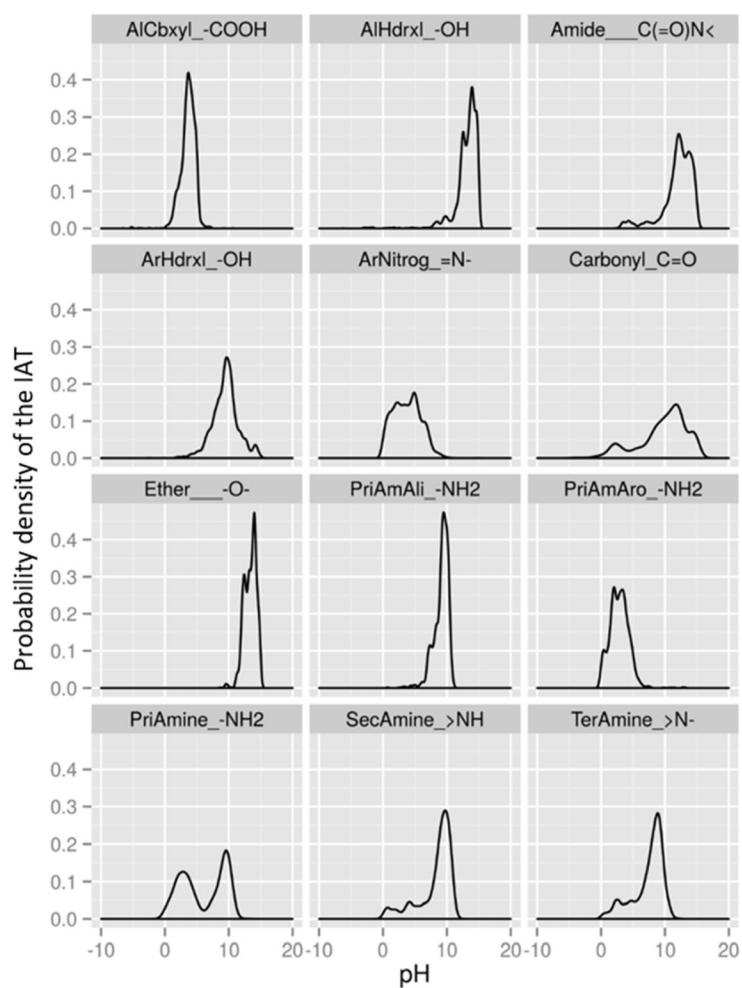 AlCbxyl_-COOH AlHdrxl_-OH Amide___C(=O)N<
0.4
0.3
0.2
0.1
0.0
ArHdrxl_-OH ArNitrog_=N- Carbonyl_C=O
0.4
0.3
0.2
0.1
0.0
Ether___-O- PriAmAli_-NH2 PriAmAro_-NH2
0.4
0.3
0.2
0.1
0.0
PriAmine_-NH2 SecAmine_>NH TerAmine_>N-
0.4
0.3
0.2
0.1
0.0
-10 0 10 20 -10 0 10 20 -10 0 10 20
pH
Probability density of the IAT